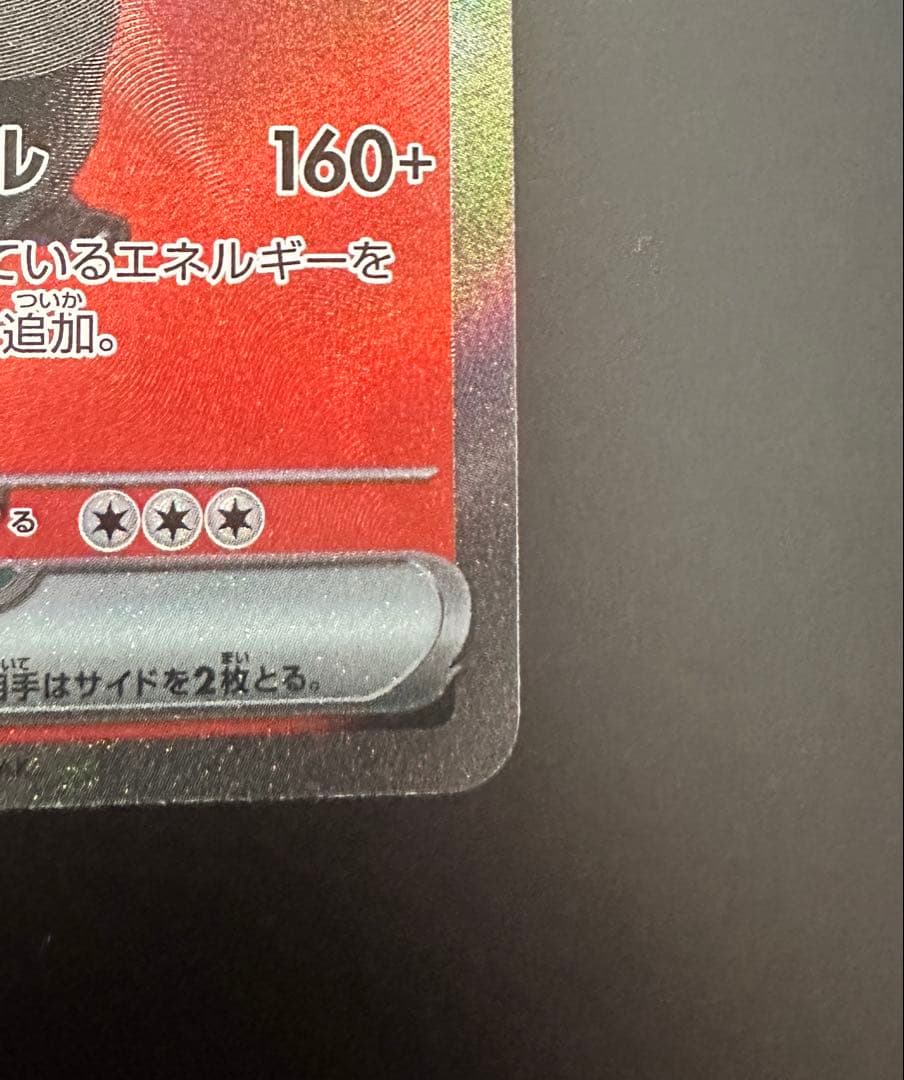 ル 160+
ているエネルギーを
ついか
追加。
る
いて まい
相手はサイドを2枚とる。